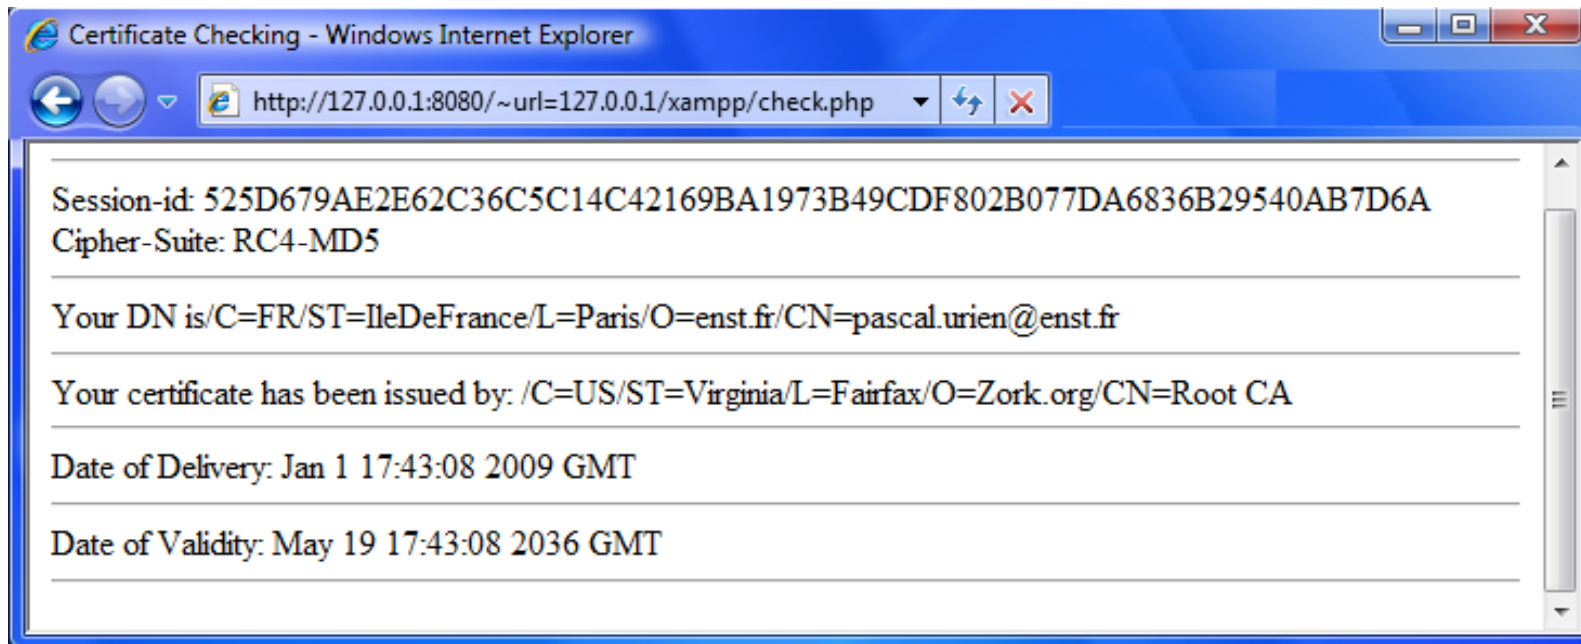 Certificate Checking - Windows Internet Explorer
http://127.0.0.1:8080/~url=127.0.0.1/xampp/check.php
Session-id: 525D679AE2E62C36C5C14C42169BA1973B49CDF802B077DA6836B29540AB7D6A
Cipher-Suite: RC4-MD5
Your DN is/C=FR/ST=IleDeFrance/L=Paris/O=enst.fr/CN=pascal.urien@enst.fr
Your certificate has been issued by: /C=US/ST=Virginia/L=Fairfax/O=Zork.org/CN=Root CA
Date of Delivery: Jan 1 17:43:08 2009 GMT
Date of Validity: May 19 17:43:08 2036 GMT